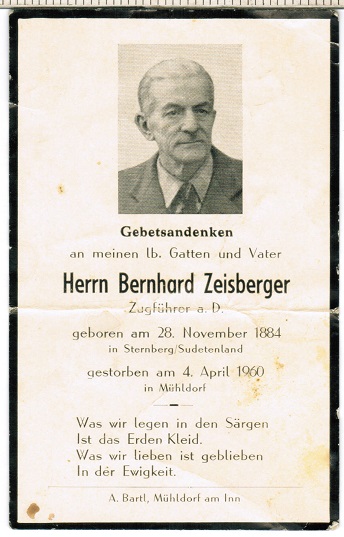 Gebetsandenken
an meinen lb. Gatten und Vater
Herrn Bernhard Zeisberger
Zugführer a. D.
geboren am 28. November 1884
in Sternberg/Sudetenland
gestorben am 4. April 1960
in Mühldorf
Was wir legen in den Särgen
Ist das Erden Kleid.
Was wir lieben ist geblieben
In der Ewigkeit.
A. Bartl, Mühldorf am Inn